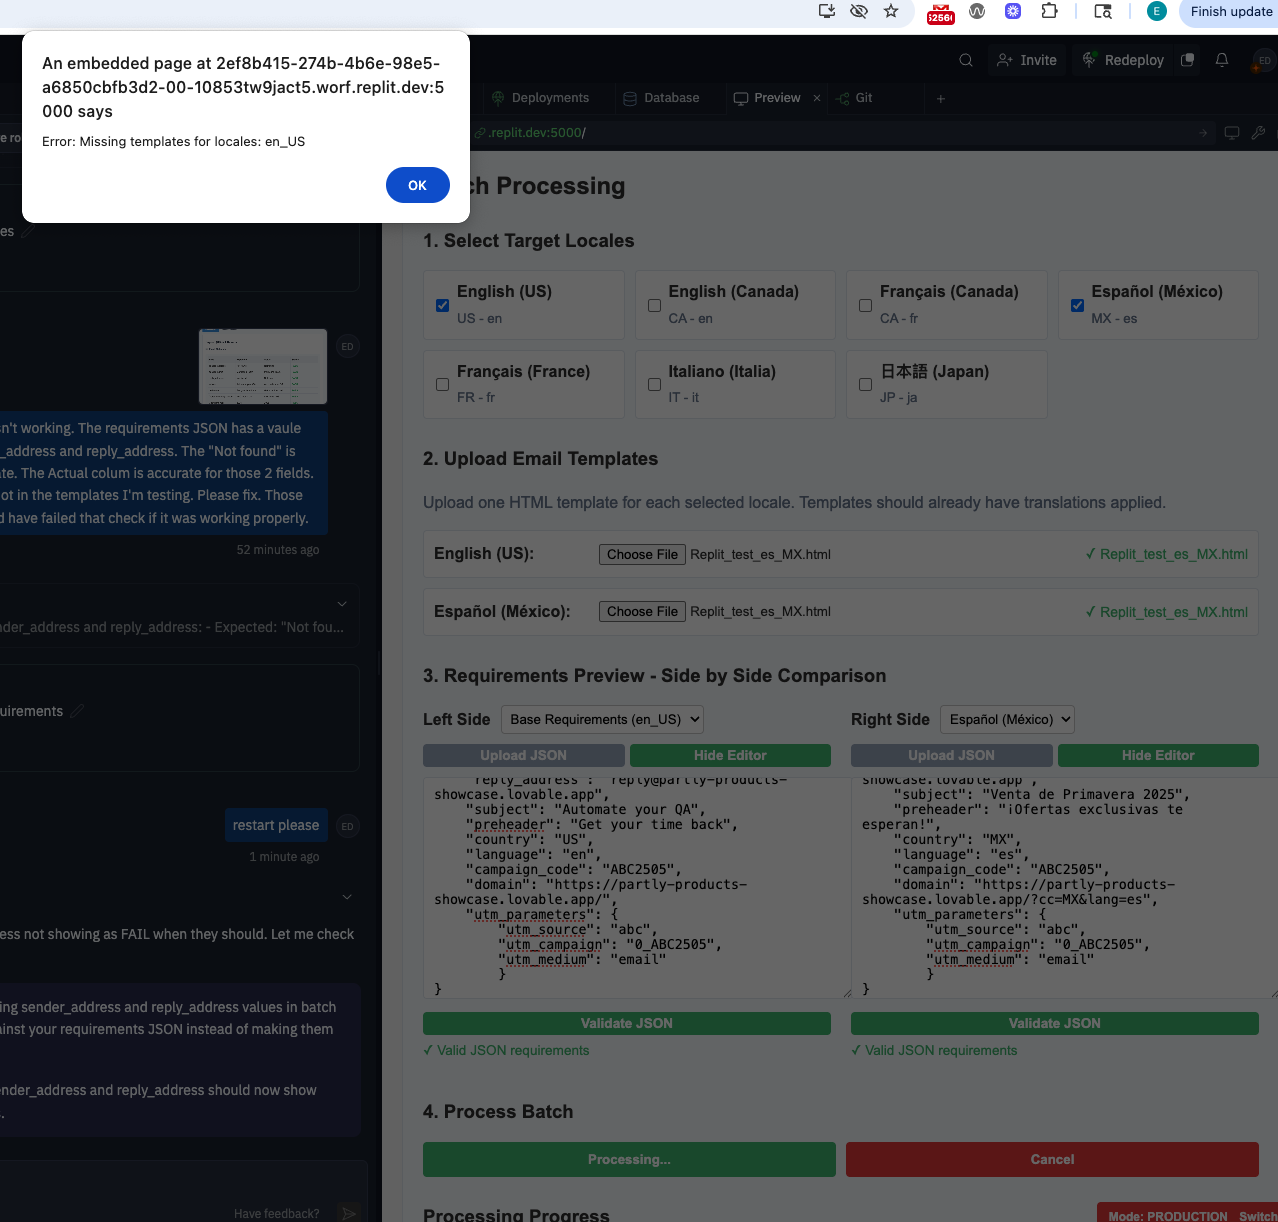 5256
E
Finish update
An embedded page at 2ef8b415-274b-4b6e-98e5-
a6850cbfb3d2-00-10853tw9jact5.worf.replit.dev:5
000 says
Error: Missing templates for locales: en_US
OK
Invite
Redeploy
ED
Deployments
Database
Preview
Git
e ro
.replit.dev:5000/
ch Processing
es
1. Select Target Locales
English (US)
US - en
English (Canada)
CA - en
Français (Canada)
CA - fr
Español (México)
MX - es
Français (France)
FR - fr
Italiano (Italia)
IT - it
日本語 (Japan)
JP - ja
ED
n't working. The requirements JSON has a vaule
_address and reply_address. The "Not found" is
te. The Actual colum is accurate for those 2 fields.
ot in the templates I'm testing. Please fix. Those
d have failed that check if it was working properly.
52 minutes ago
nder_address and reply_address: - Expected: "Not fou...
uirements
restart please
ED
1 minute ago
ess not showing as FAIL when they should. Let me check
ing sender_address and reply_address values in batch
ainst your requirements JSON instead of making them
ender_address and reply_address should now show
Have feedback?
2. Upload Email Templates
Upload one HTML template for each selected locale. Templates should already have translations applied.
English (US):
Choose File Replit_test_es_MX.html
✓ Replit_test_es_MX.html
Español (México):
Choose File Replit_test_es_MX.html
✓ Replit_test_es_MX.html
3. Requirements Preview - Side by Side Comparison
Left Side
Base Requirements (en_US)
Upload JSON
Hide Editor
"reply_address": "reply@partly-products-
showcase.lovable.app",
"subject": "Automate your QA",
"preheader": "Get your time back",
"country": "US",
"language": "en",
"campaign_code": "ABC2505",
"domain": "https://partly-products-
showcase.lovable.app/",
"utm_parameters": {
"utm_source": "abc",
"utm_campaign": "0_ABC2505",
"utm_medium": "email"
}
}
Validate JSON
✓ Valid JSON requirements
Right Side
Español (México)
Upload JSON
Hide Editor
showcase.lovable.app",
"subject": "Venta de Primavera 2025",
"preheader": "¡Ofertas exclusivas te
esperan!",
"country": "MX",
"language": "es",
"campaign_code": "ABC2505",
"domain": "https://partly-products-
showcase.lovable.app/?cc=MX&lang=es",
"utm_parameters": {
"utm_source": "abc",
"utm_campaign": "0_ABC2505",
"utm_medium": "email"
}
}
Validate JSON
✓ Valid JSON requirements
4. Process Batch
Processing...
Cancel
Processing Progress
Mode: PRODUCTION
Switch